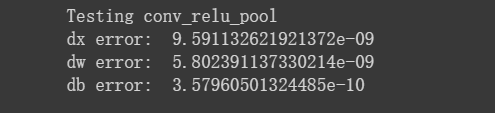 Testing conv_relu_pool
dx error:  9.591132621921372e-09
dw error:  5.802391137330214e-09
db error:  3.57960501324485e-10